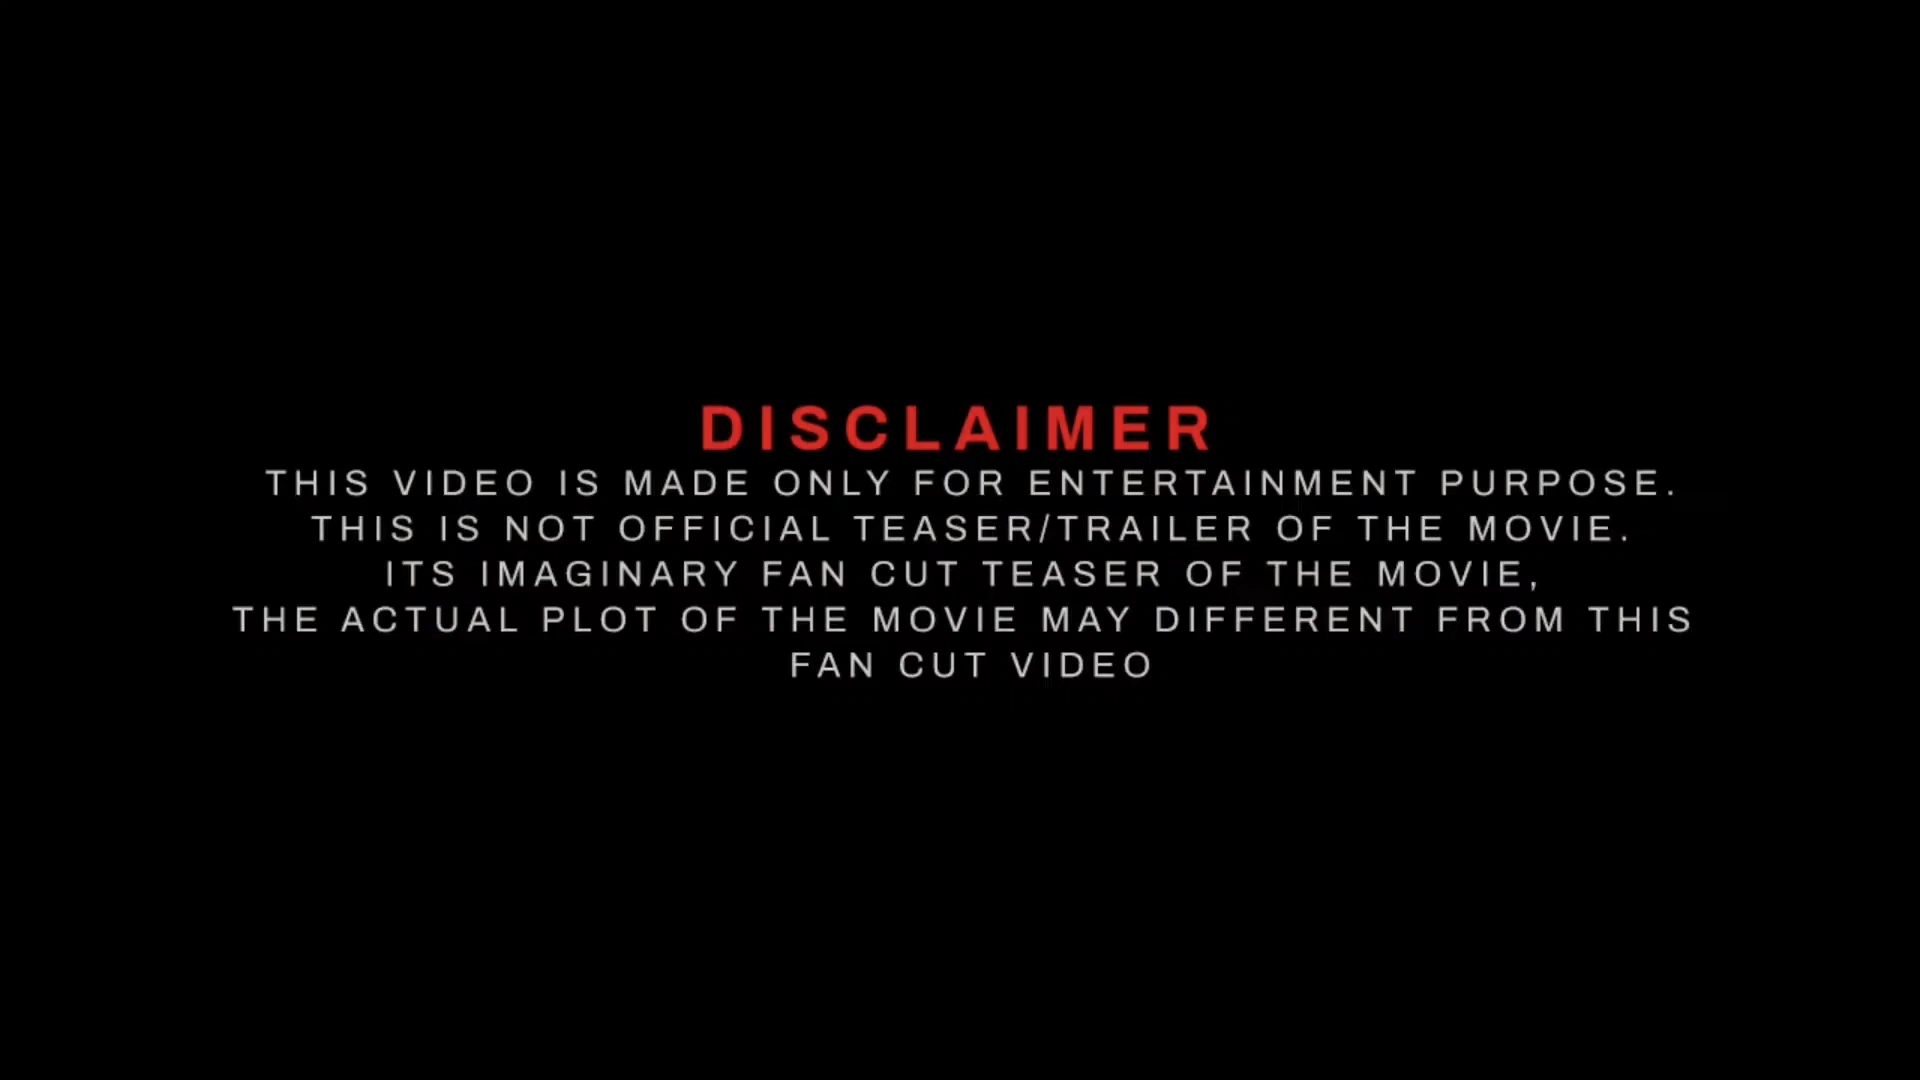 DISCLAIMER
THIS VIDEO IS MADE ONLY FOR ENTERTAINMENT PURPOSE.
THIS IS NOT OFFICIAL TEASER/TRAILER OF THE MOVIE.
ITS IMAGINARY FAN CUT TEASER OF THE MOVIE,
THE ACTUAL PLOT OF THE MOVIE MAY DIFFERENT FROM THIS
FAN CUT VIDEO